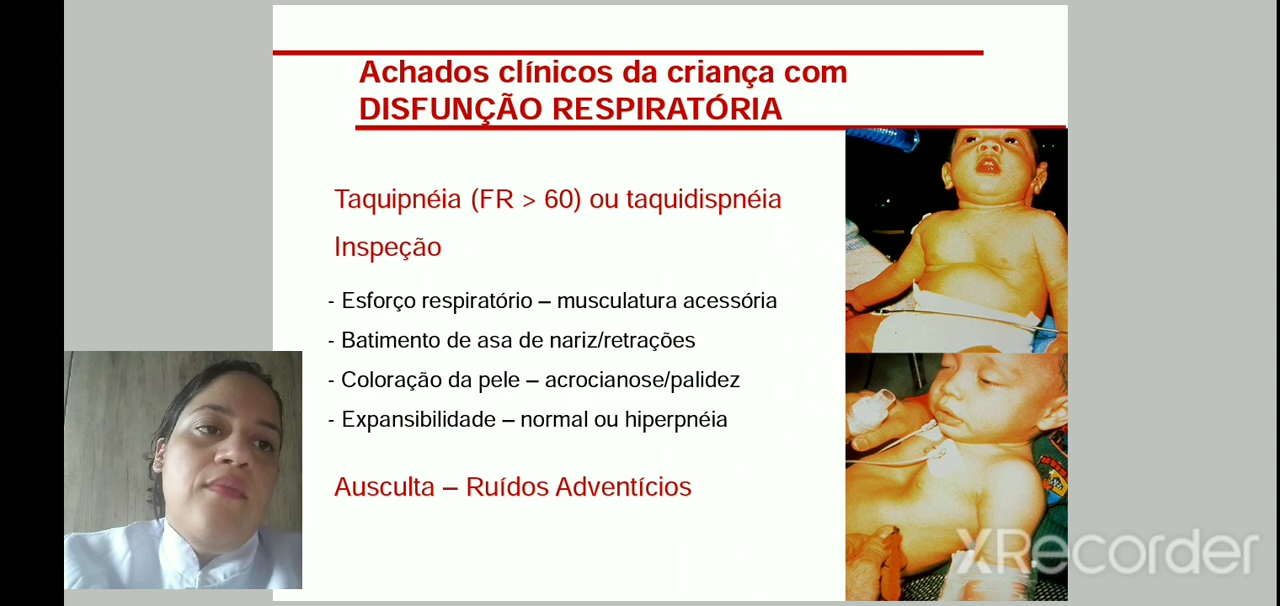 Achados clínicos da criança com
DISFUNÇÃO RESPIRATÓRIA
Taquipnéia (FR > 60) ou taquidispnéia
Inspeção
- Esforço respiratório – musculatura acessória
- Batimento de asa de nariz/retrações
- Coloração da pele – acrocianose/palidez
- Expansibilidade – normal ou hiperpnéia
Ausculta – Ruídos Adventícios
XRecorder